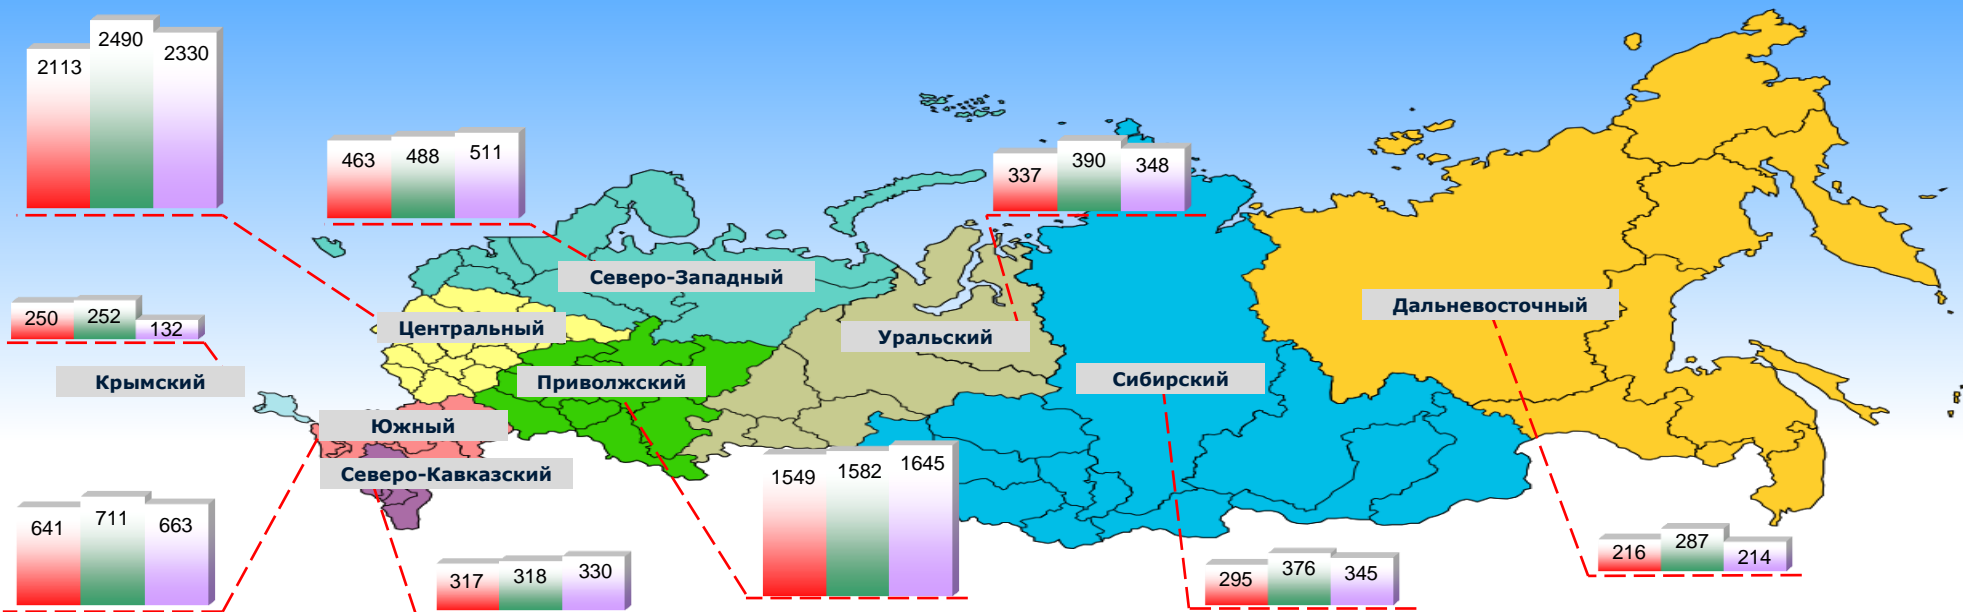 2113 2490 2330
463 488 511
337 390 348
Северо-Западный
Дальневосточный
250 252 132
Центральный
Уральский
Крымский
Приволжский
Сибирский
Южный
Северо-Кавказский
1549 1582 1645
641 711 663
216 287 214
317 318 330
295 376 345